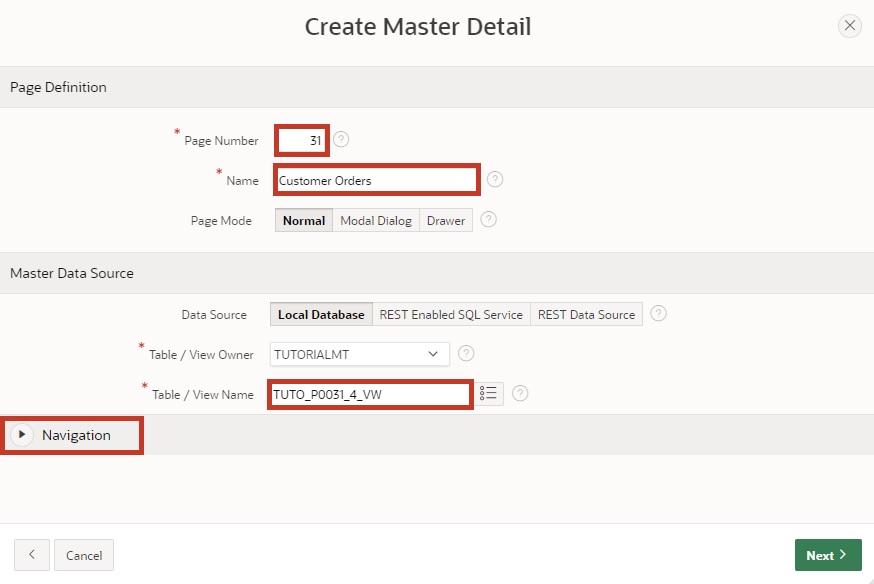 Create Master Detail
Page Definition
* Page Number 31 ?
* Name Customer Orders ?
Page Mode Normal Modal Dialog Drawer ?
Master Data Source
Data Source Local Database REST Enabled SQL Service REST Data Source ?
* Table / View Owner TUTORIALMT ?
* Table / View Name TUTO_P0031_4_VW ?
Navigation
Cancel Next